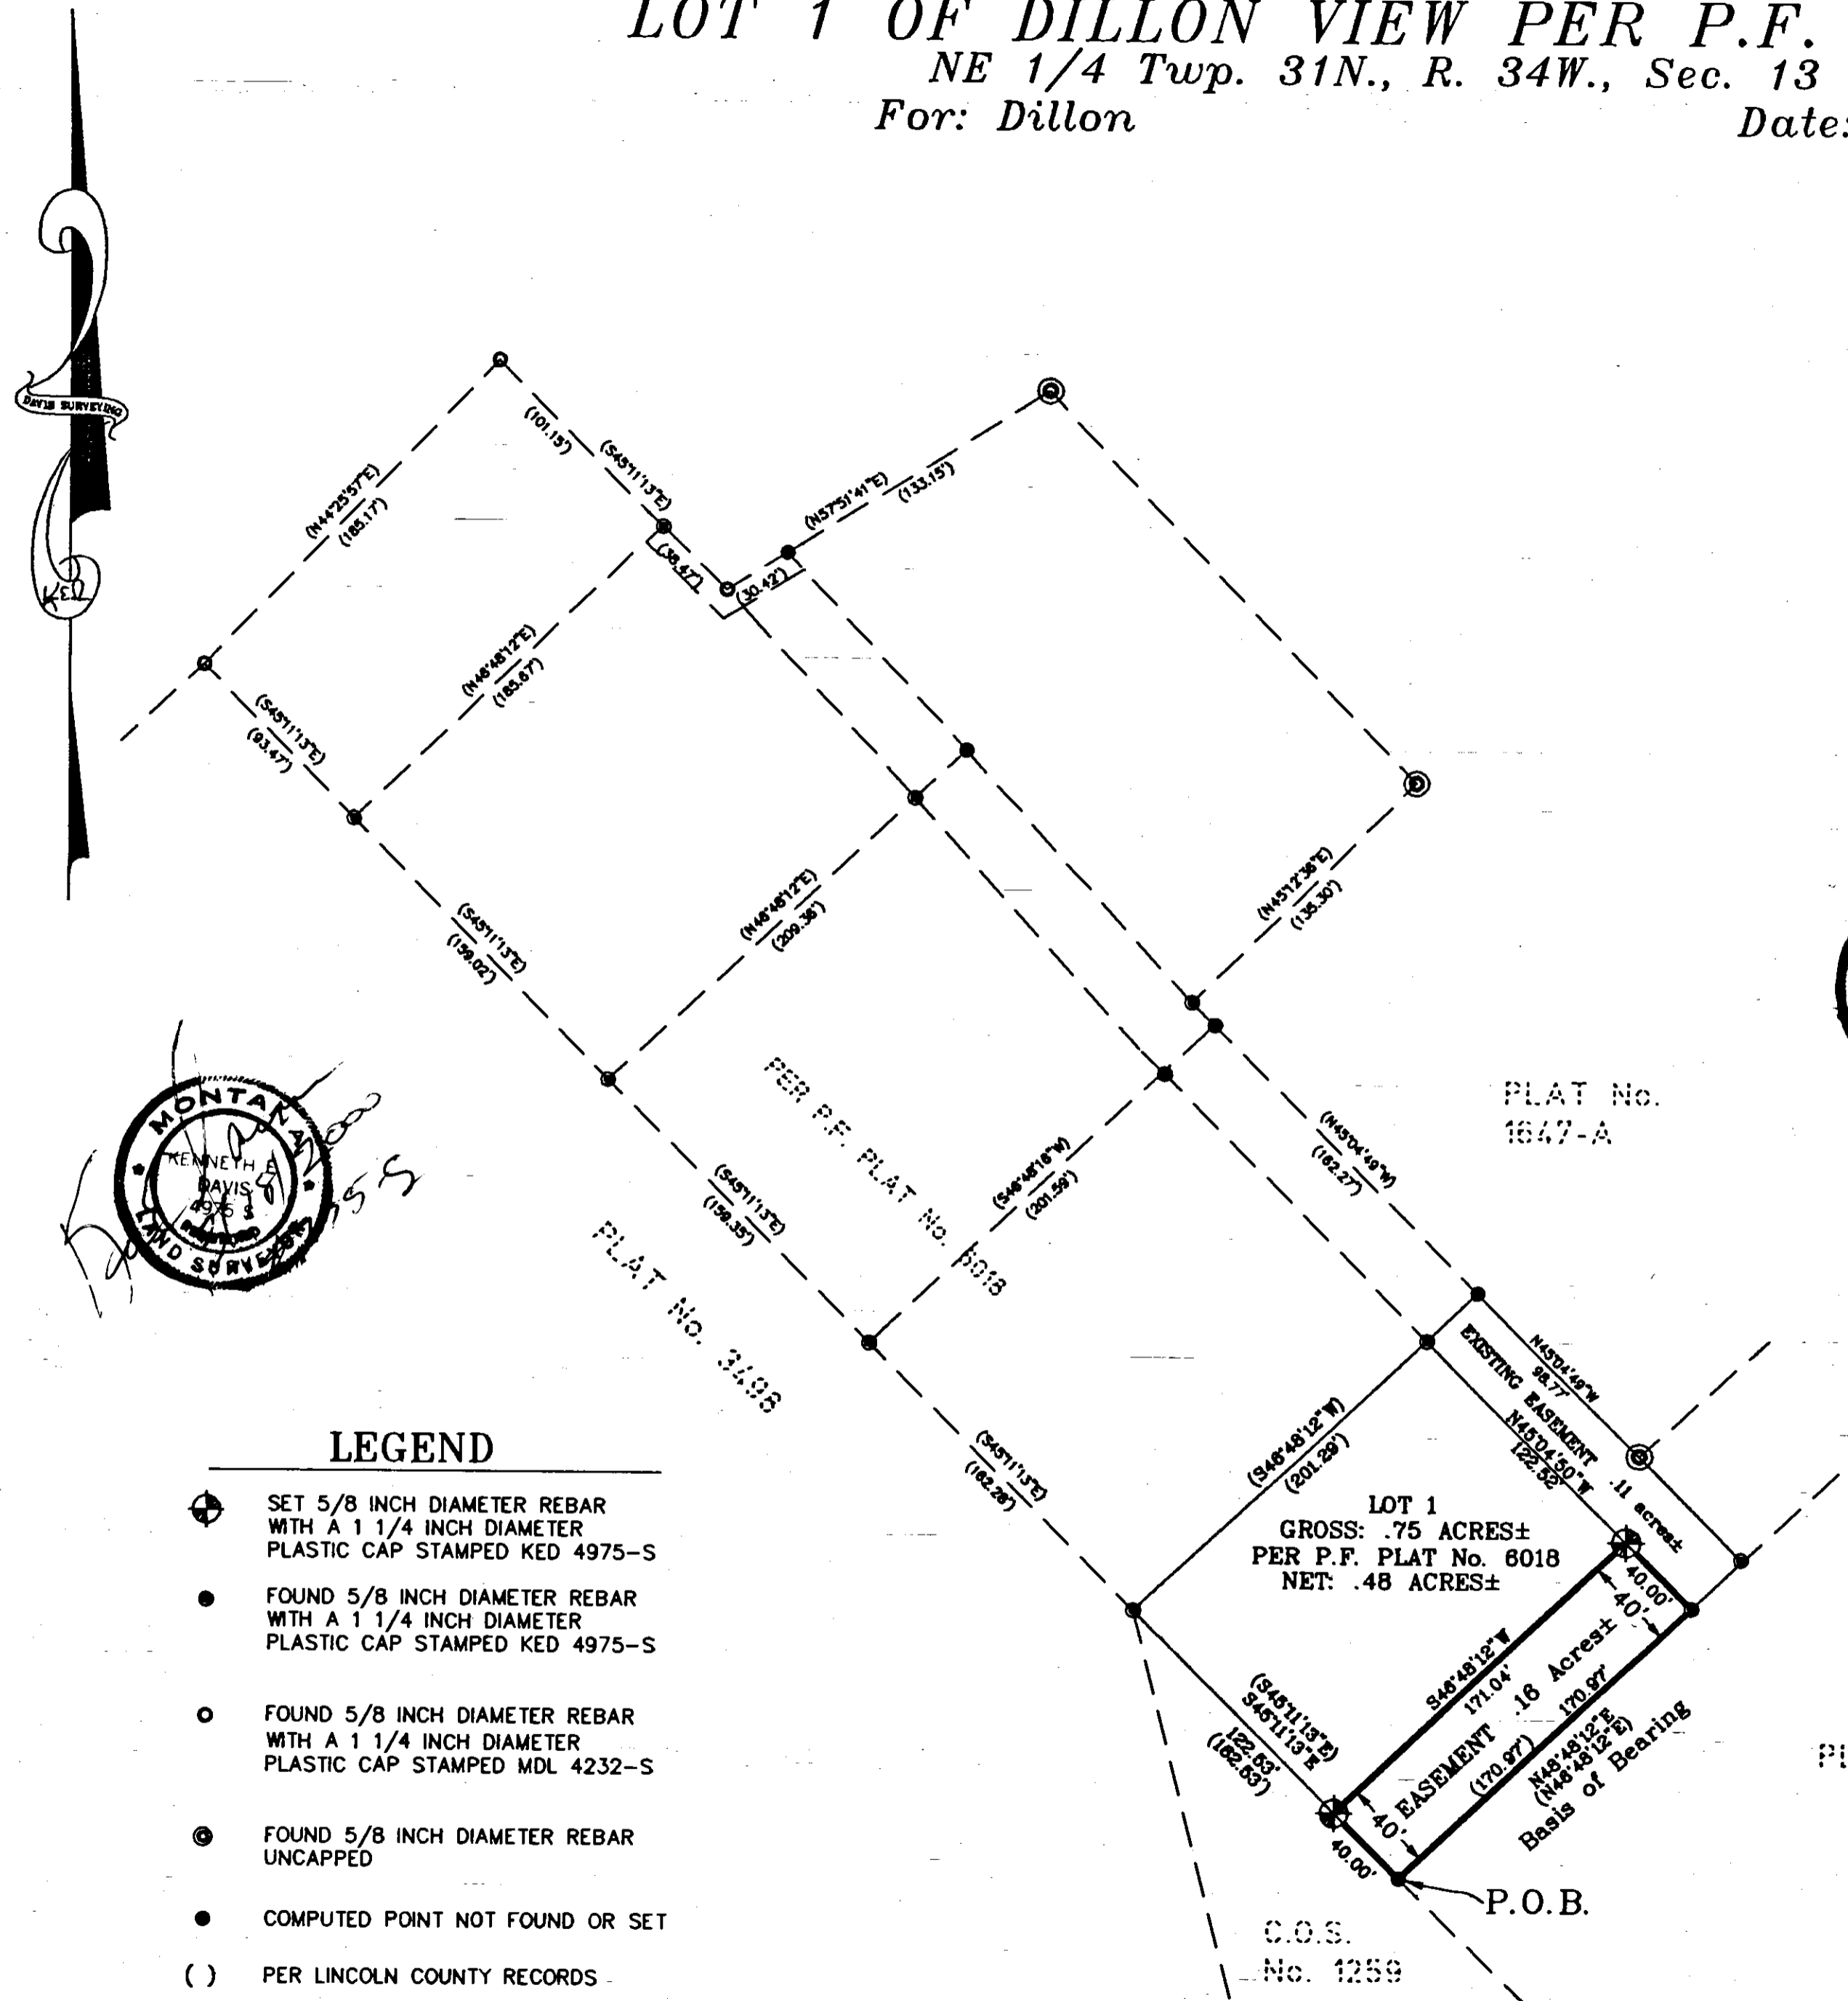 LOT 1 OF DILLON VIEW PER P.F.
NE 1/4 Twp. 31N., R. 34W., Sec. 13
For: Dillon
Date:
DAVIS SURVEYING
KED
(101.15')
(S45°11'13"E)
(N57°51'41"E)
(133.15')
(N44°25'57"E)
(185.17')
(38.47')
(30.42')
(N46°48'12"E)
(185.67')
(S45°11'13"E)
(93.47')
(N46°48'12"E)
(209.36')
(N45°12'36"E)
(135.30')
(S45°11'13"E)
(159.02')
MONTANA
KENNETH E
DAVIS
4975 S
LAND SURVEYOR
PER P.F. PLAT No. 6018
PLAT No. 3498
PLAT No.
1647-A
(N45°04'49"W)
(162.27')
(S46°48'16"W)
(201.59')
(S45°11'13"E)
(159.35')
N45°04'49"W
98.77'
EXISTING EASEMENT .11 acres±
N45°04'50"W
122.52'
(S46°48'12"W)
(201.29')
(S45°11'13"E)
(162.28')
LOT 1
GROSS: .75 ACRES±
PER P.F. PLAT No. 6018
NET: .48 ACRES±
40.00'
40'
S46°48'12"W
171.04'
EASEMENT .16 Acres±
(170.97') 170.97'
N46°48'12"E
(N46°48'12"E)
Basis of Bearing
(S45°11'13"E)
S45°11'13"E
122.53'
(162.53')
40'
40.00'
P.O.B.
C.O.S.
No. 1259
PL
LEGEND
SET 5/8 INCH DIAMETER REBAR
WITH A 1 1/4 INCH DIAMETER
PLASTIC CAP STAMPED KED 4975-S
FOUND 5/8 INCH DIAMETER REBAR
WITH A 1 1/4 INCH DIAMETER
PLASTIC CAP STAMPED KED 4975-S
FOUND 5/8 INCH DIAMETER REBAR
WITH A 1 1/4 INCH DIAMETER
PLASTIC CAP STAMPED MDL 4232-S
FOUND 5/8 INCH DIAMETER REBAR
UNCAPPED
COMPUTED POINT NOT FOUND OR SET
( ) PER LINCOLN COUNTY RECORDS